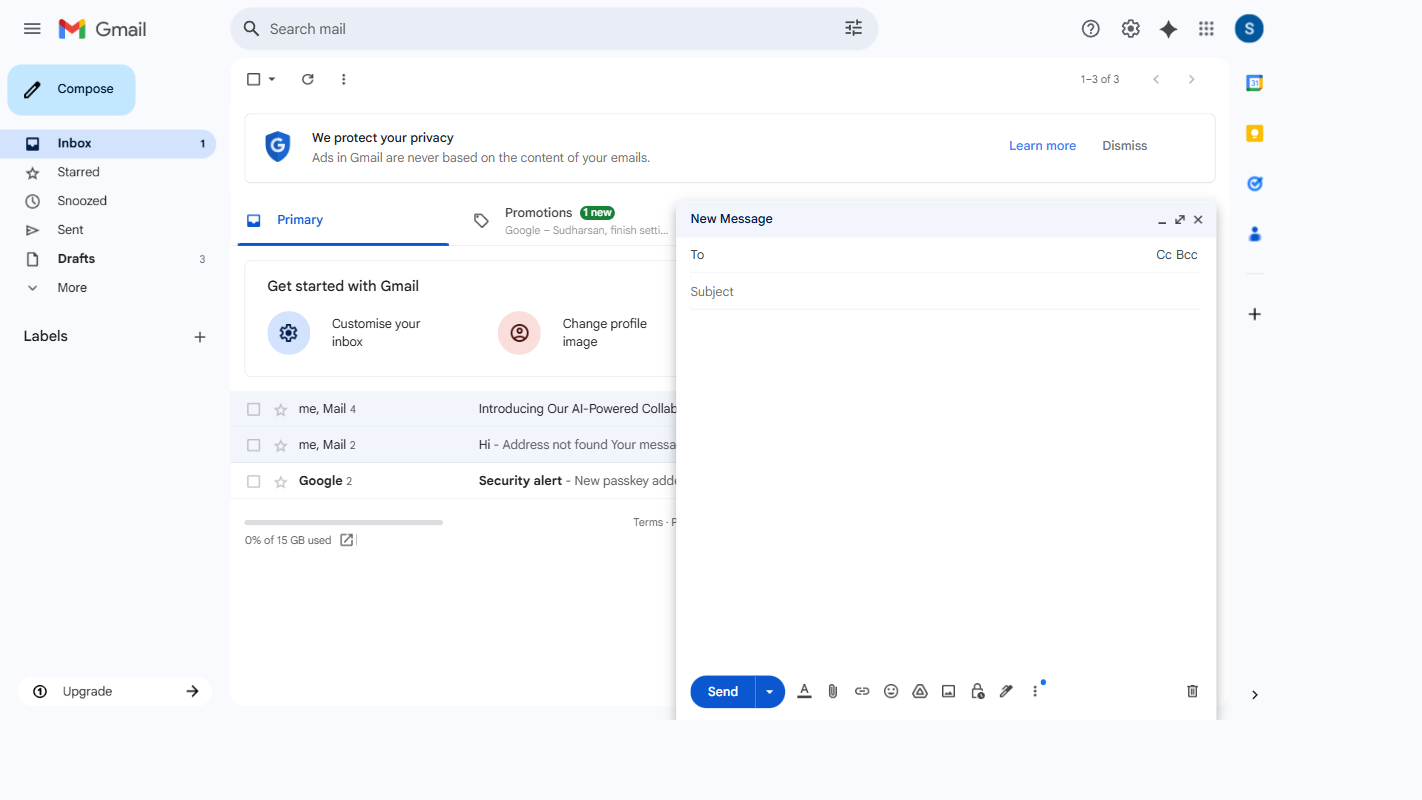 Gmail
Search mail
S
Compose
1–3 of 3
31
We protect your privacy
Ads in Gmail are never based on the content of your emails.
Learn more
Dismiss
Inbox 1
Starred
Snoozed
Sent
Drafts 3
More
Labels
Primary
Promotions 1 new
Google – Sudharsan, finish setti...
Get started with Gmail
Customise your
inbox
Change profile
image
me, Mail 4 Introducing Our AI-Powered Collab
me, Mail 2 Hi - Address not found Your messa
Google 2 Security alert - New passkey adde
Terms · P
0% of 15 GB used
Upgrade
New Message
To Cc Bcc
Subject
Send